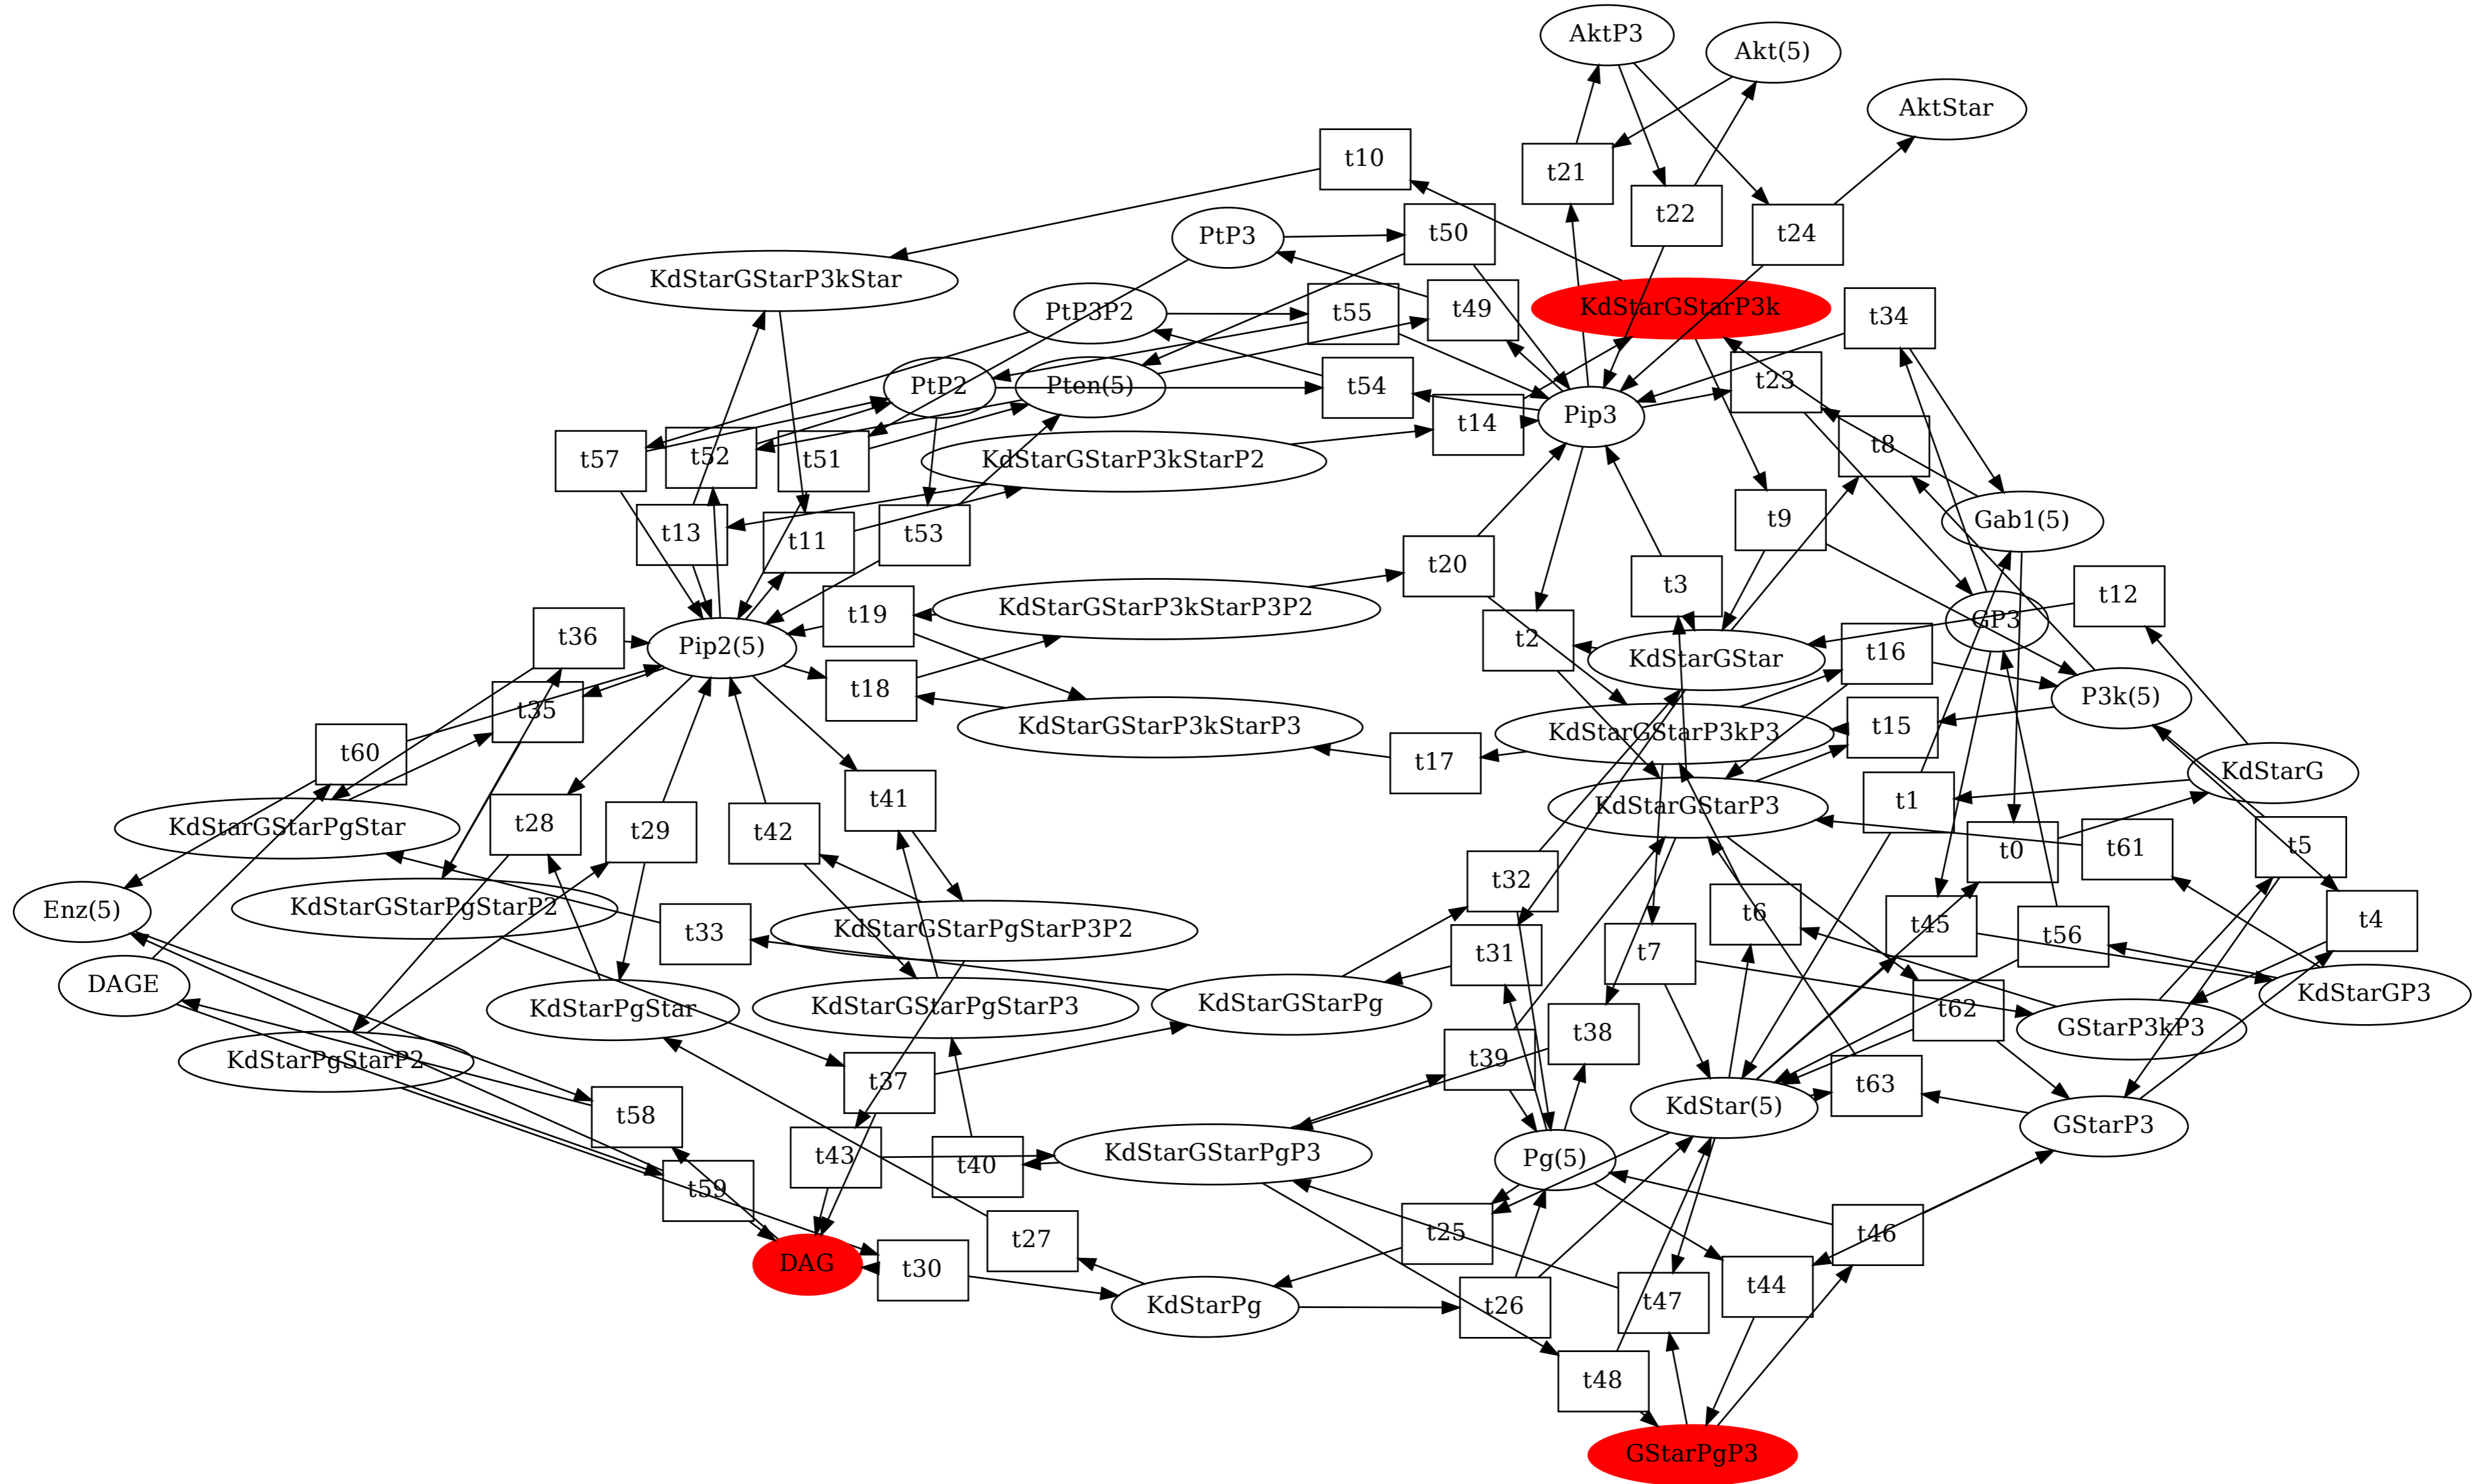 AktP3
Akt(5)
AktStar
t10
t21
t22
t24
PtP3
t50
KdStarGStarP3kStar
PtP3P2
t55
t49
KdStarGStarP3k
t34
PtP2
Pten(5)
t54
t14
Pip3
t23
t8
t57
t52
t51
KdStarGStarP3kStarP2
t13
t11
t53
t9
Gab1(5)
t20
t3
t12
t36
Pip2(5)
t19
KdStarGStarP3kStarP3P2
t2
KdStarGStar
t16
GP3
t35
t18
KdStarGStarP3kStarP3
P3k(5)
t60
t17
KdStarGStarP3kP3
t15
KdStarG
KdStarGStarPgStar
t28
t29
t42
t41
KdStarGStarP3
t1
t0
t61
t5
Enz(5)
KdStarGStarPgStarP2
t33
KdStarGStarPgStarP3P2
t32
t6
t45
t56
t4
DAGE
KdStarPgStar
KdStarGStarPgStarP3
KdStarGStarPg
t31
t7
t62
GStarP3kP3
KdStarGP3
KdStarPgStarP2
t58
t37
t39
t38
KdStar(5)
t63
GStarP3
t59
t43
t40
KdStarGStarPgP3
Pg(5)
DAG
t30
t27
t25
t46
KdStarPg
t26
t47
t44
t48
GStarPgP3